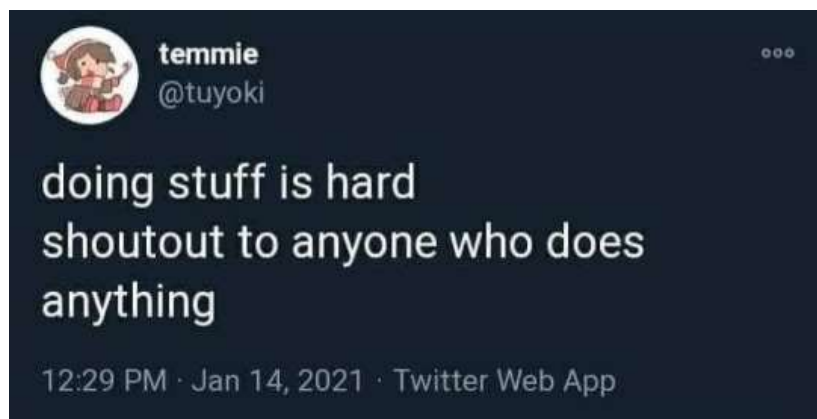 temmie
@tuyoki
doing stuff is hard
shoutout to anyone who does
anything
12:29 PM · Jan 14, 2021 · Twitter Web App